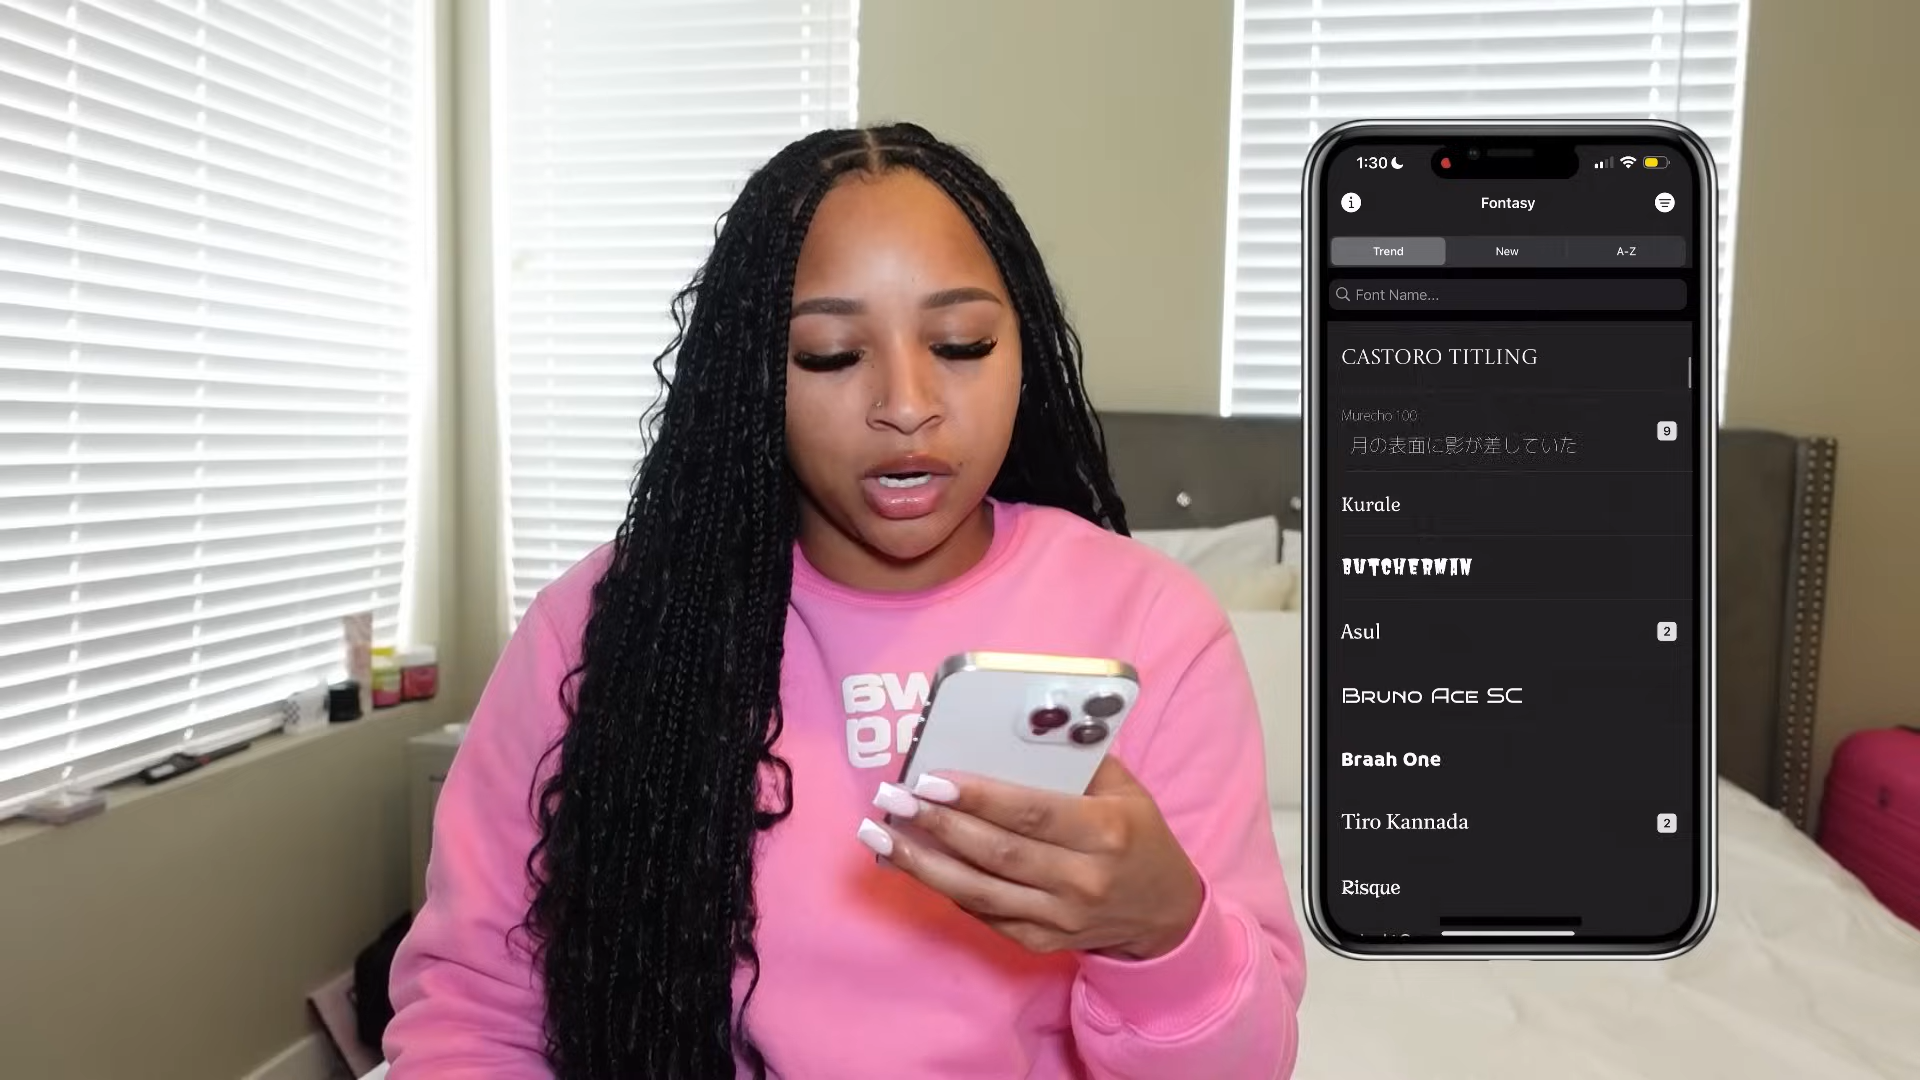 1:30
Fontasy
Trend
New
A-Z
Font Name...
CASTORO TITLING
Murecho 100
月の表面に影が差していた
9
Kurale
BUTCHERMAN
Asul
2
BRUNO ACE SC
Braah One
Tiro Kannada
2
Risque